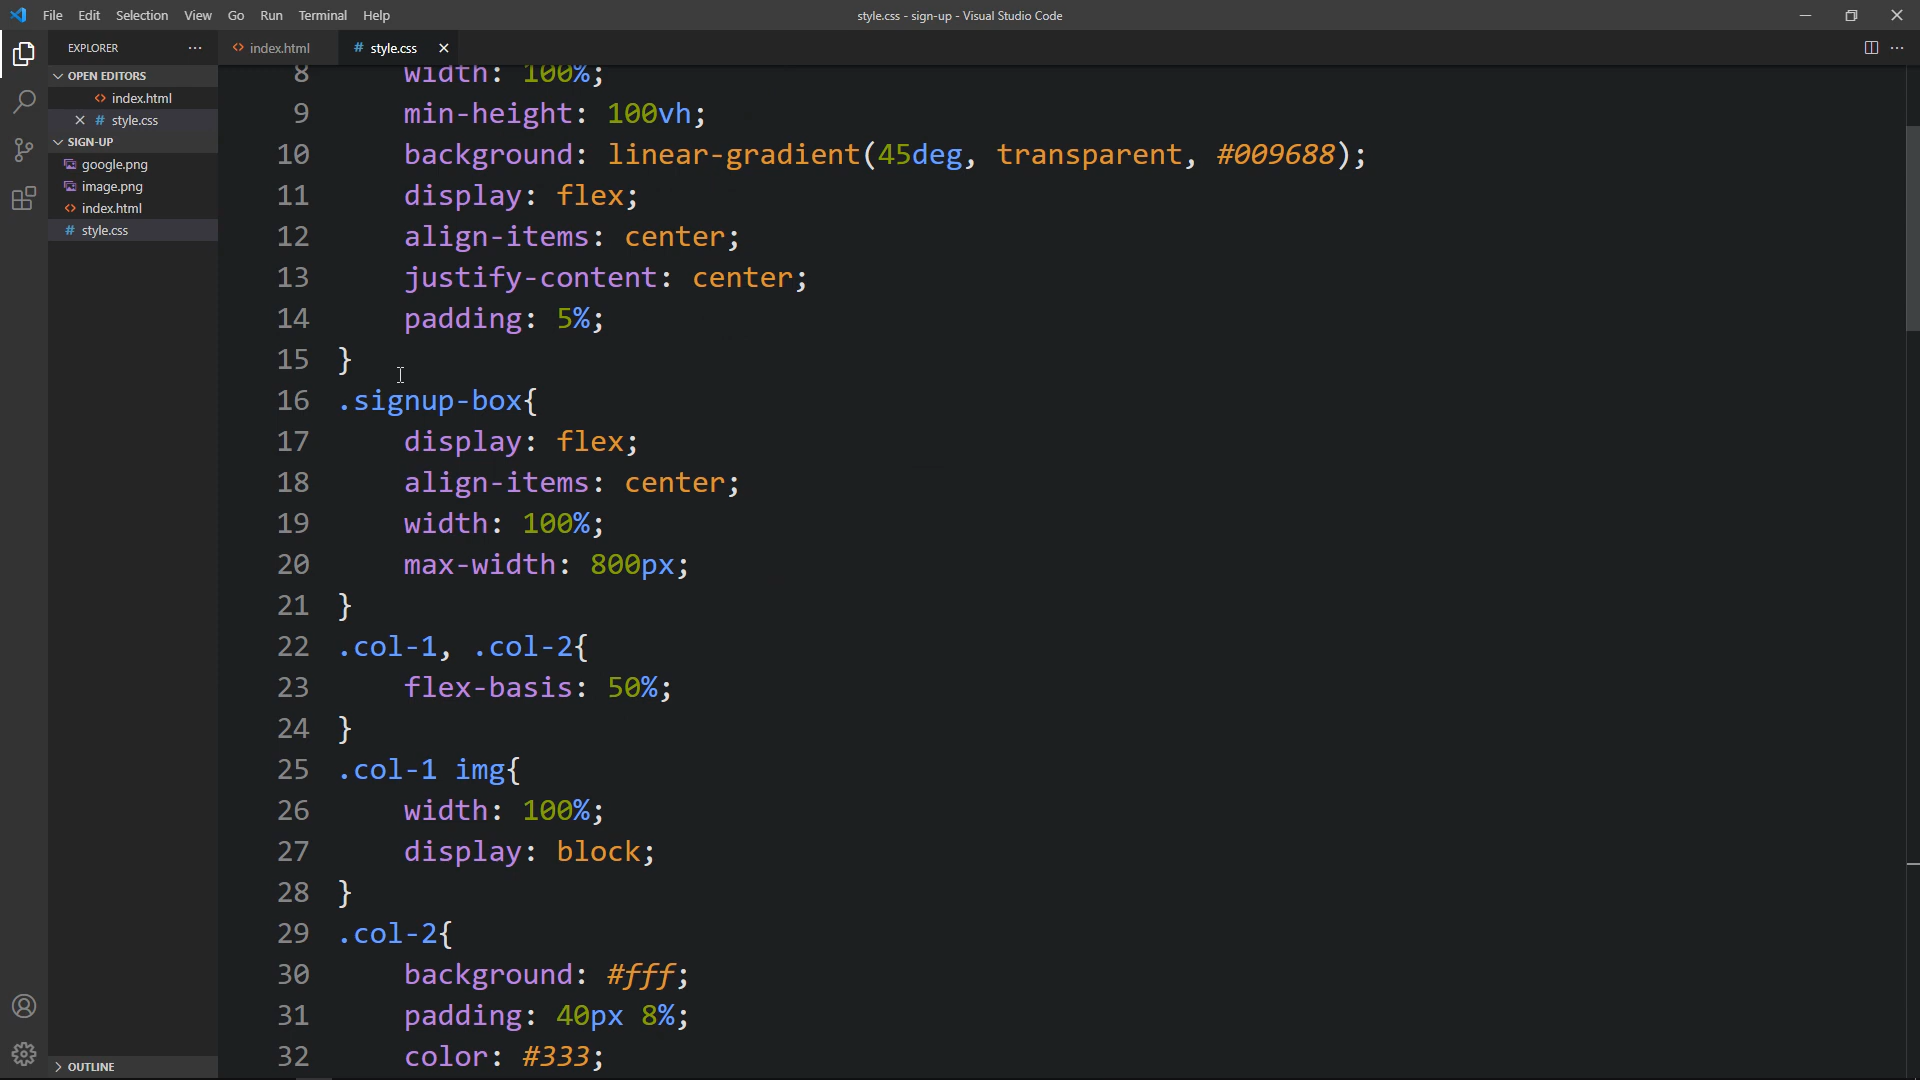 File Edit Selection View Go Run Terminal Help
style.css - sign-up - Visual Studio Code
EXPLORER
OPEN EDITORS
index.html
style.css
SIGN-UP
google.png
image.png
index.html
style.css
OUTLINE
index.html
# style.css
8 width: 100%;
9 min-height: 100vh;
10 background: linear-gradient(45deg, transparent, #009688);
11 display: flex;
12 align-items: center;
13 justify-content: center;
14 padding: 5%;
15 }
16 .signup-box{
17 display: flex;
18 align-items: center;
19 width: 100%;
20 max-width: 800px;
21 }
22 .col-1, .col-2{
23 flex-basis: 50%;
24 }
25 .col-1 img{
26 width: 100%;
27 display: block;
28 }
29 .col-2{
30 background: #fff;
31 padding: 40px 8%;
32 color: #333;